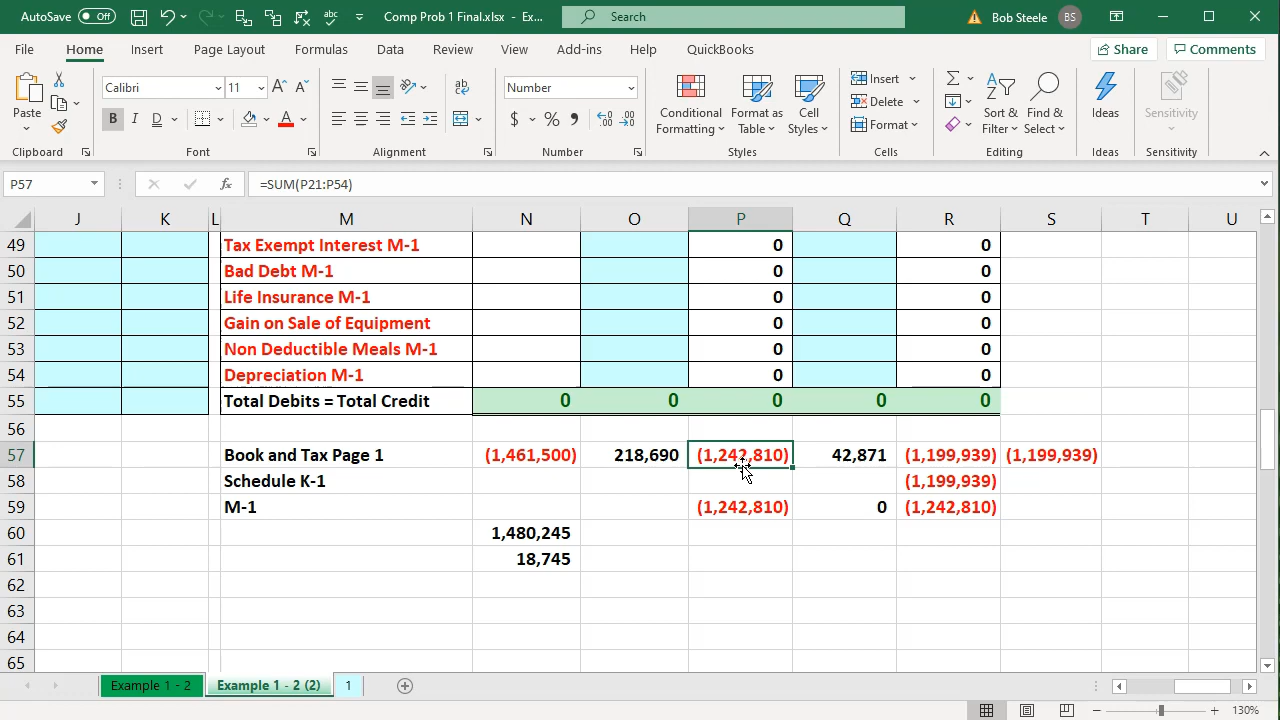 AutoSave Off Comp Prob 1 Final.xlsx - Ex... Search Bob Steele BS
File Home Insert Page Layout Formulas Data Review View Add-ins Help QuickBooks Share Comments
Paste Calibri 11 Number Conditional Formatting Format as Table Cell Styles Insert Delete Format Sort & Filter Find & Select Ideas Sensitivity
Clipboard Font Alignment Number Styles Cells Editing Ideas Sensitivity
P57 fx =SUM(P21:P54)
J K L M N O P Q R S T U
49 Tax Exempt Interest M-1 0 0
50 Bad Debt M-1 0 0
51 Life Insurance M-1 0 0
52 Gain on Sale of Equipment 0 0
53 Non Deductible Meals M-1 0 0
54 Depreciation M-1 0 0
55 Total Debits = Total Credit 0 0 0 0 0
56
57 Book and Tax Page 1 (1,461,500) 218,690 (1,242,810) 42,871 (1,199,939) (1,199,939)
58 Schedule K-1 (1,199,939)
59 M-1 (1,242,810) 0 (1,242,810)
60 1,480,245
61 18,745
62
63
64
65
Example 1 - 2 Example 1 - 2 (2) 1
130%